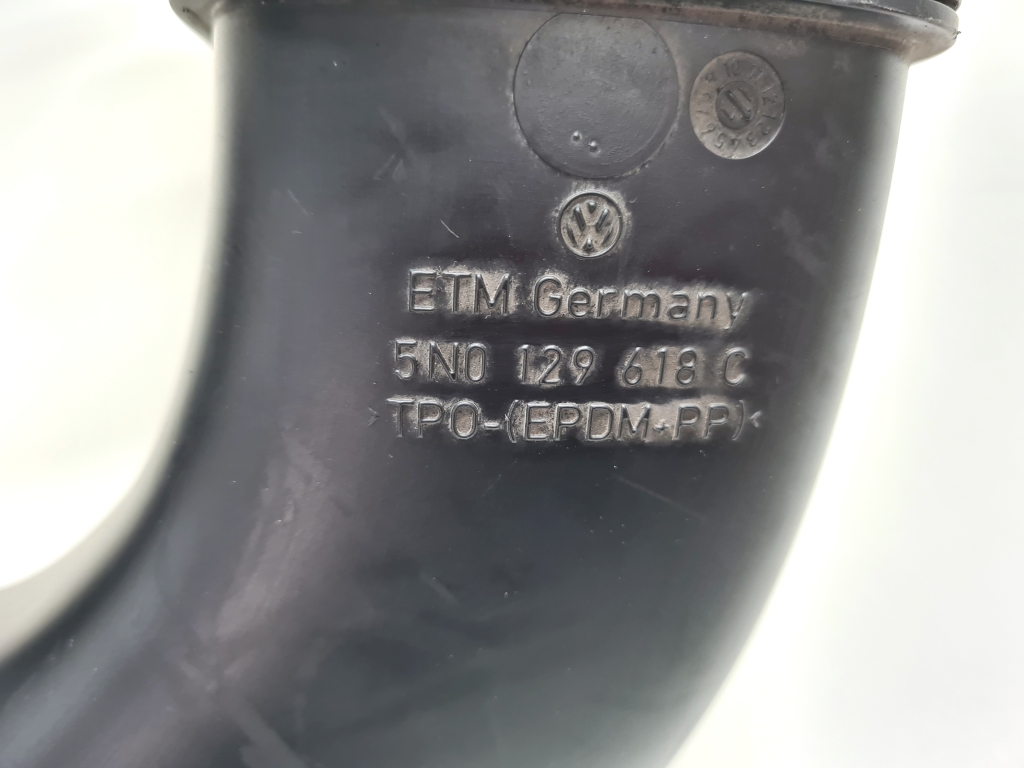 ETM Germany
5N0 129 618 C
>TPO-(EPDM+PP)<